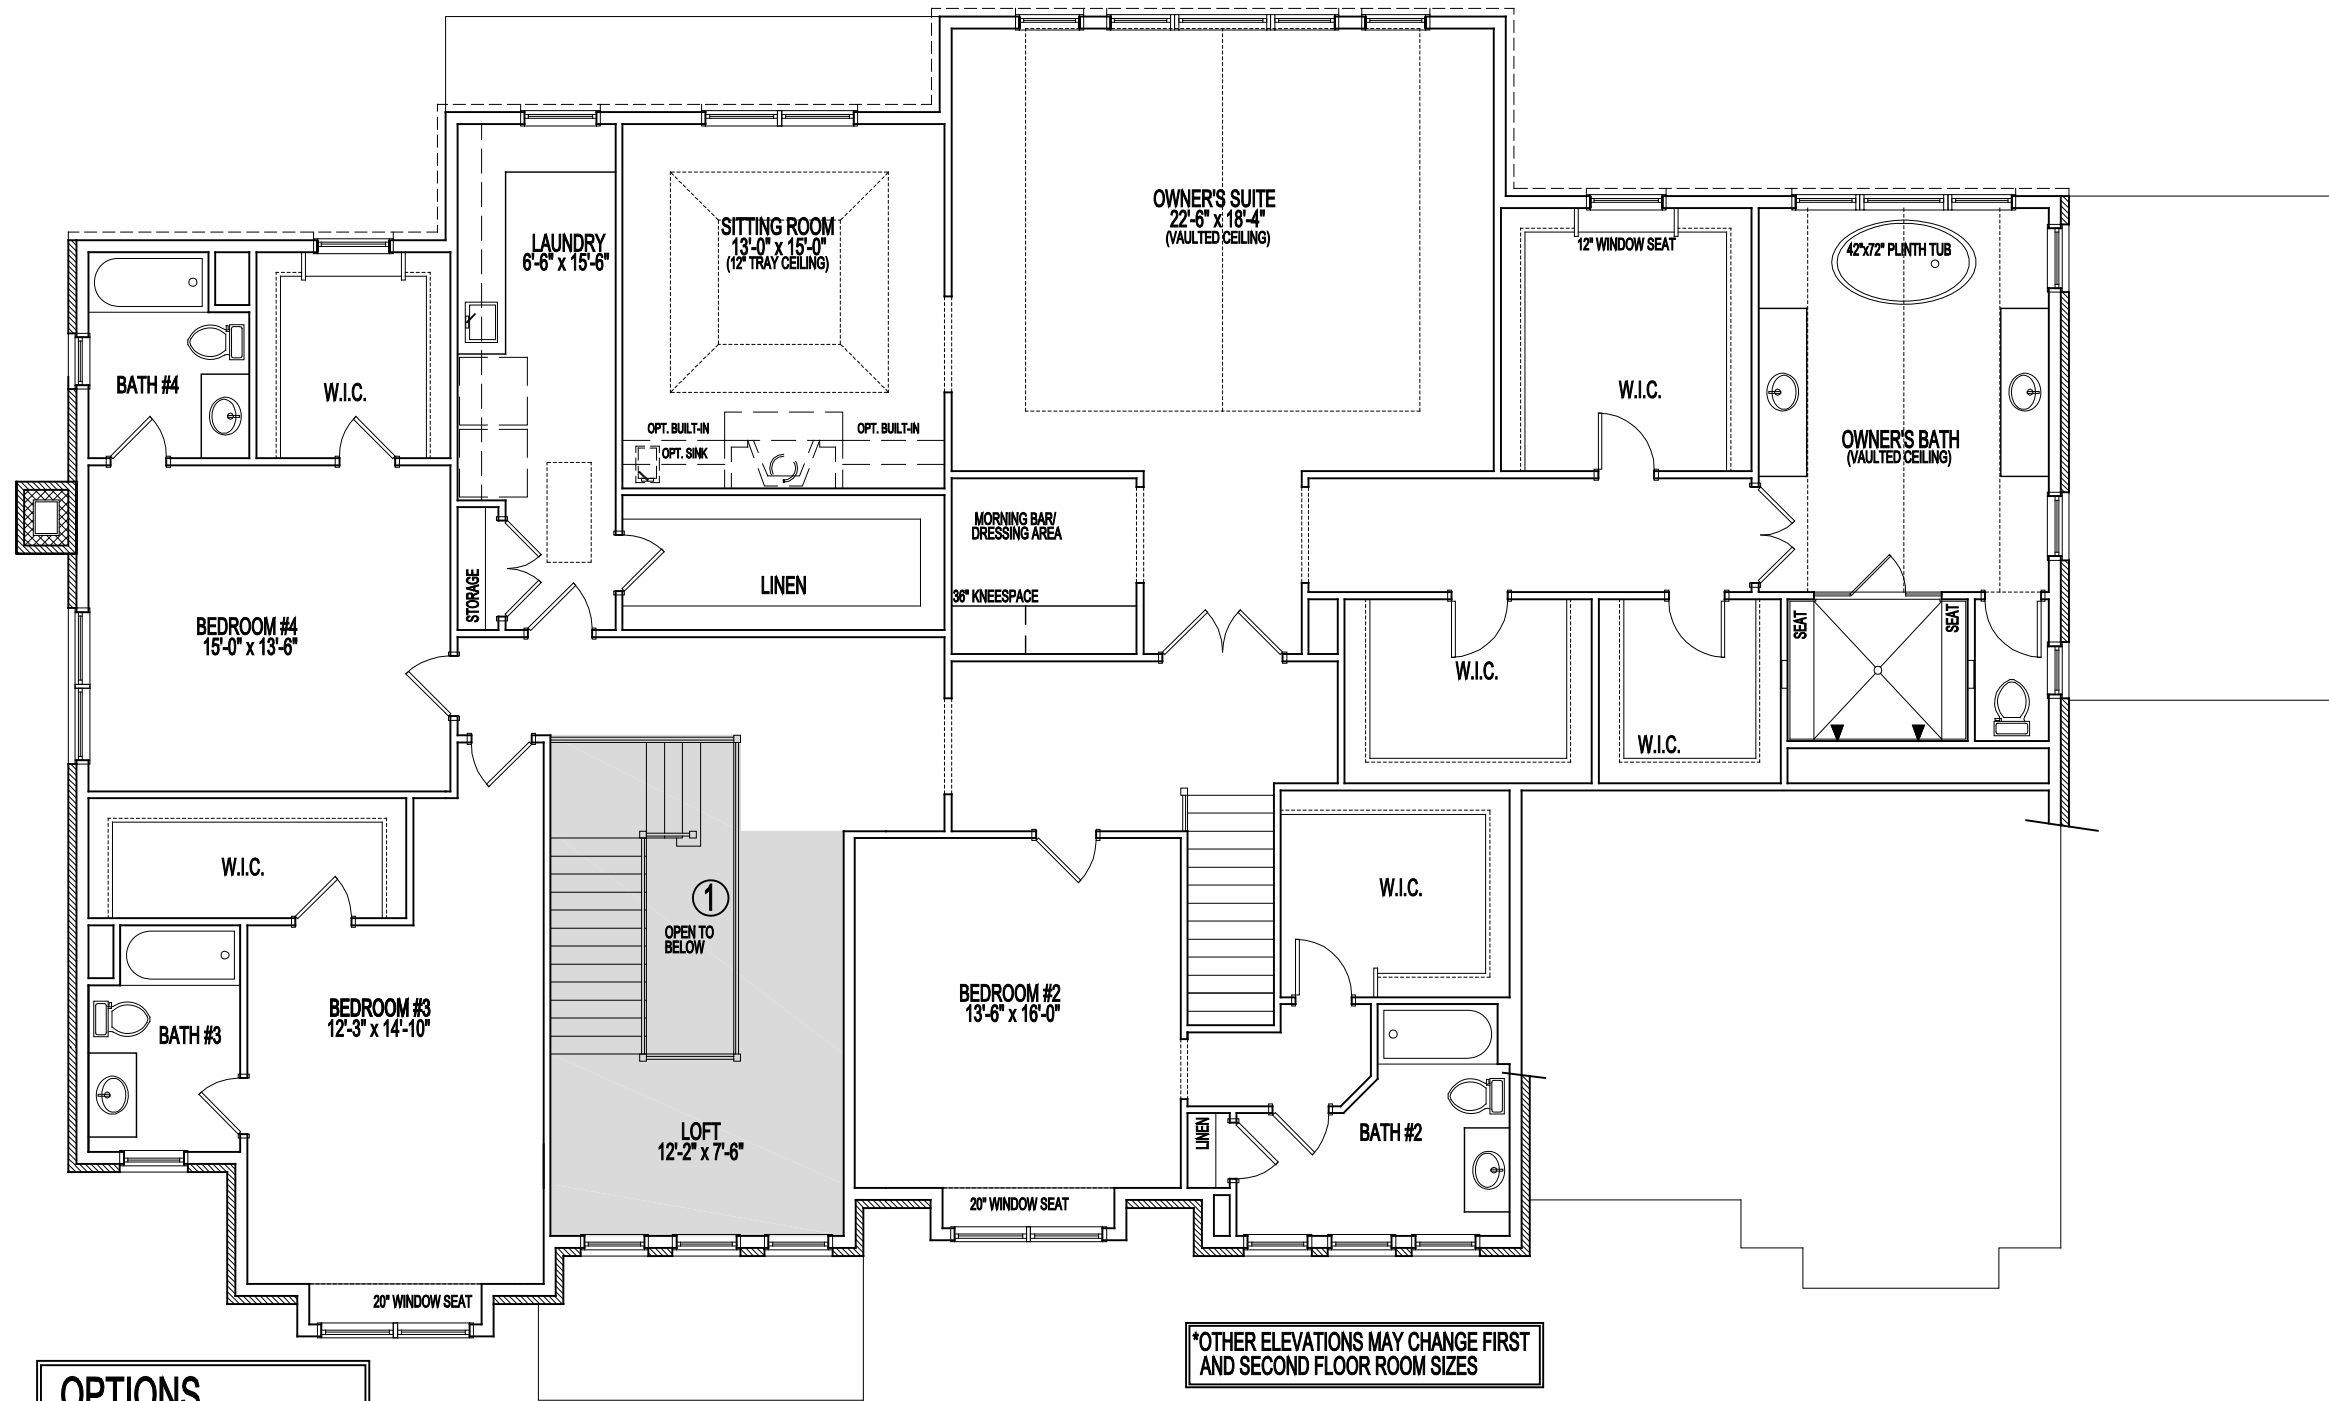 OWNER'S SUITE
22'-6" x 18'-4"
(VAULTED CEILING)
SITTING ROOM
13'-0" x 15'-0"
(12" TRAY CEILING)
LAUNDRY
6'-6" x 15'-6"
12" WINDOW SEAT
42"x72" PLINTH TUB
BATH #4
W.I.C.
W.I.C.
OPT. BUILT-IN
OPT. BUILT-IN
OPT. SINK
OWNER'S BATH
(VAULTED CEILING)
MORNING BAR/
DRESSING AREA
STORAGE
LINEN
36" KNEESPACE
BEDROOM #4
15'-0" x 13'-6"
SEAT
SEAT
W.I.C.
W.I.C.
W.I.C.
W.I.C.
1
OPEN TO
BELOW
BEDROOM #3
12'-3" x 14'-10"
BATH #3
BEDROOM #2
13'-6" x 16'-0"
LOFT
12'-2" x 7'-6"
LINEN
BATH #2
20" WINDOW SEAT
20" WINDOW SEAT
*OTHER ELEVATIONS MAY CHANGE FIRST
AND SECOND FLOOR ROOM SIZES
OPTIONS